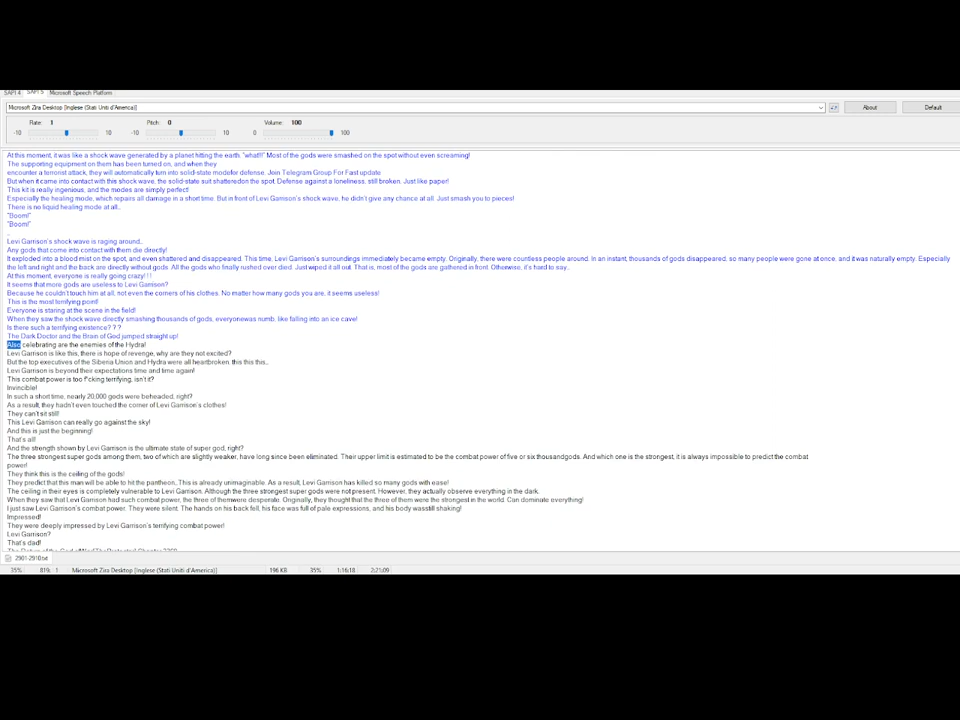 SAPI 4 SAPI 5 Microsoft Speech Platform
Microsoft Zira Desktop [Inglese (Stati Uniti d'America)]
About Default
Rate: 1 Pitch: 0 Volume: 100
-10 10 -10 10 0 100
At this moment, it was like a shock wave generated by a planet hitting the earth, "what!!!" Most of the gods were smashed on the spot without even screaming!
The supporting equipment on them has been turned on, and when they
encounter a terrorist attack, they will automatically turn into solid-state modefor defense. Join Telegram Group For Fast update
But when it came into contact with this shock wave, the solid-state suit shatteredon the spot. Defense against a loneliness, still broken. Just like paper!
This kit is really ingenious, and the modes are simply perfect!
Especially the healing mode, which repairs all damage in a short time. But in front of Levi Garrison's shock wave, he didn't give any chance at all. Just smash you to pieces!
There is no liquid healing mode at all..
"Boom!"
"Boom!"
..
Levi Garrison's shock wave is raging around..
Any gods that come into contact with them die directly!
It exploded into a blood mist on the spot, and even shattered and disappeared. This time, Levi Garrison's surroundings immediately became empty. Originally, there were countless people around. In an instant, thousands of gods disappeared, so many people were gone at once, and it was naturally empty. Especially
the left and right and the back are directly without gods. All the gods who finally rushed over died. Just wiped it all out. That is, most of the gods are gathered in front. Otherwise, it's hard to say..
At this moment, everyone is really going crazy! ! !
It seems that more gods are useless to Levi Garrison?
Because he couldn't touch him at all, not even the corners of his clothes. No matter how many gods you are, it seems useless!
This is the most terrifying point!
Everyone is staring at the scene in the field!
When they saw the shock wave directly smashing thousands of gods, everyonewas numb, like falling into an ice cave!
Is there such a terrifying existence? ? ?
The Dark Doctor and the Brain of God jumped straight up!
Also celebrating are the enemies of the Hydra!
Levi Garrison is like this, there is hope of revenge, why are they not excited?
But the top executives of the Siberia Union and Hydra were all heartbroken. this this this..
Levi Garrison is beyond their expectations time and time again!
This combat power is too f*cking terrifying, isn't it?
Invincible!
In such a short time, nearly 20,000 gods were beheaded, right?
As a result, they hadn't even touched the corner of Levi Garrison's clothes!
They can't sit still!
This Levi Garrison can really go against the sky!
And this is just the beginning!
That's all!
And the strength shown by Levi Garrison is the ultimate state of super god, right?
The three strongest super gods among them, two of which are slightly weaker, have long since been eliminated. Their upper limit is estimated to be the combat power of five or six thousandgods. And which one is the strongest, it is always impossible to predict the combat
power!
They think this is the ceiling of the gods!
They predict that this man will be able to hit the pantheon,.This is already unimaginable. As a result, Levi Garrison has killed so many gods with ease!
The ceiling in their eyes is completely vulnerable to Levi Garrison. Although the three strongest super gods were not present. However, they actually observe everything in the dark.
When they saw that Levi Garrison had such combat power, the three of themwere desperate. Originally, they thought that the three of them were the strongest in the world. Can dominate everything!
I just saw Levi Garrison's combat power. They were silent. The hands on his back fell, his face was full of pale expressions, and his body wasstill shaking!
Impressed!
They were deeply impressed by Levi Garrison's terrifying combat power!
Levi Garrison?
That's dad!
2901-2910.txt
35% 81% 1 Microsoft Zira Desktop [Inglese (Stati Uniti d'America)] 196 KB 35% 1:16:18 2:21:09